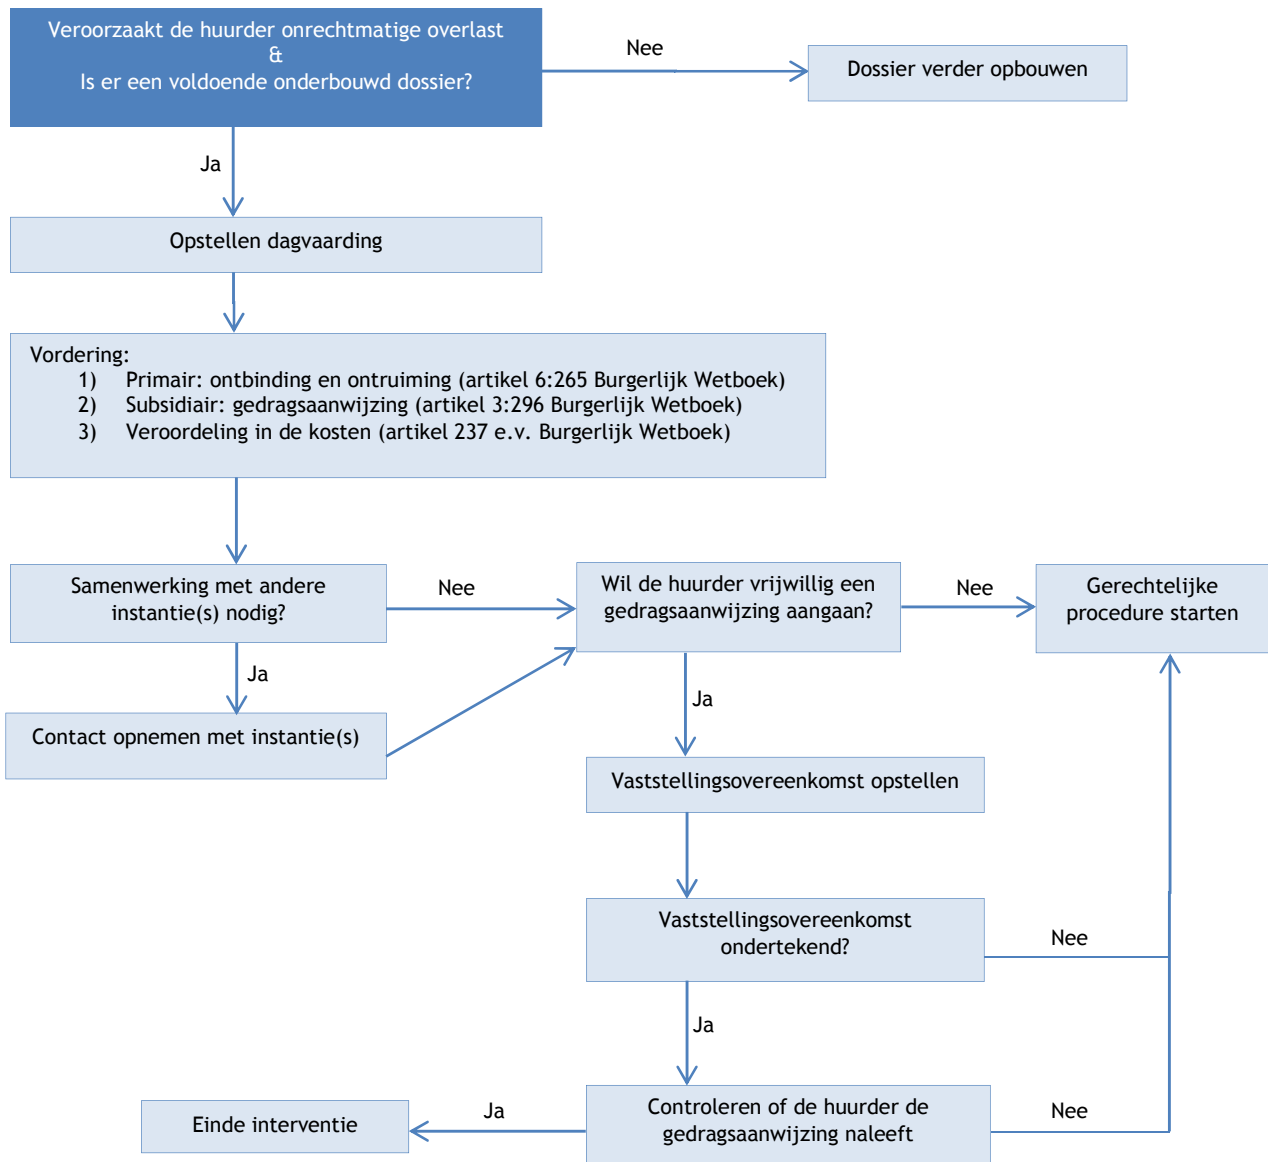 Veroorzaakt de huurder onrechtmatige overlast
&
Is er een voldoende onderbouwd dossier?
Nee
Dossier verder opbouwen
Ja
Opstellen dagvaarding
Vordering:
1) Primair: ontbinding en ontruiming (artikel 6:265 Burgerlijk Wetboek)
2) Subsidiair: gedragsaanwijzing (artikel 3:296 Burgerlijk Wetboek)
3) Veroordeling in de kosten (artikel 237 e.v. Burgerlijk Wetboek)
Samenwerking met andere
instantie(s) nodig?
Nee
Wil de huurder vrijwillig een
gedragsaanwijzing aangaan?
Nee
Gerechtelijke
procedure starten
Ja
Contact opnemen met instantie(s)
Ja
Vaststellingsovereenkomst opstellen
Vaststellingsovereenkomst
ondertekend?
Nee
Ja
Controleren of de huurder de
gedragsaanwijzing naleeft
Nee
Ja
Einde interventie